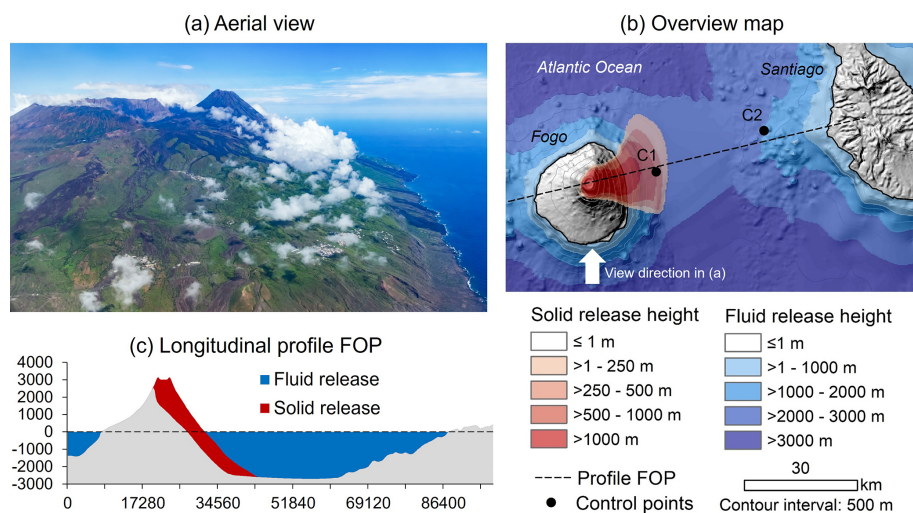 (a) Aerial view
(b) Overview map
Atlantic Ocean
Santiago
C2
Fogo
C1
View direction in (a)
(c) Longitudinal profile FOP
4000
3000
2000
1000
0
-1000
-2000
-3000
Fluid release
Solid release
0
17280
34560
51840
69120
86400
Solid release height
≤ 1 m
>1 - 250 m
>250 - 500 m
>500 - 1000 m
>1000 m
Fluid release height
≤1 m
>1 - 1000 m
>1000 - 2000 m
>2000 - 3000 m
>3000 m
Profile FOP
Control points
30
km
Contour interval: 500 m